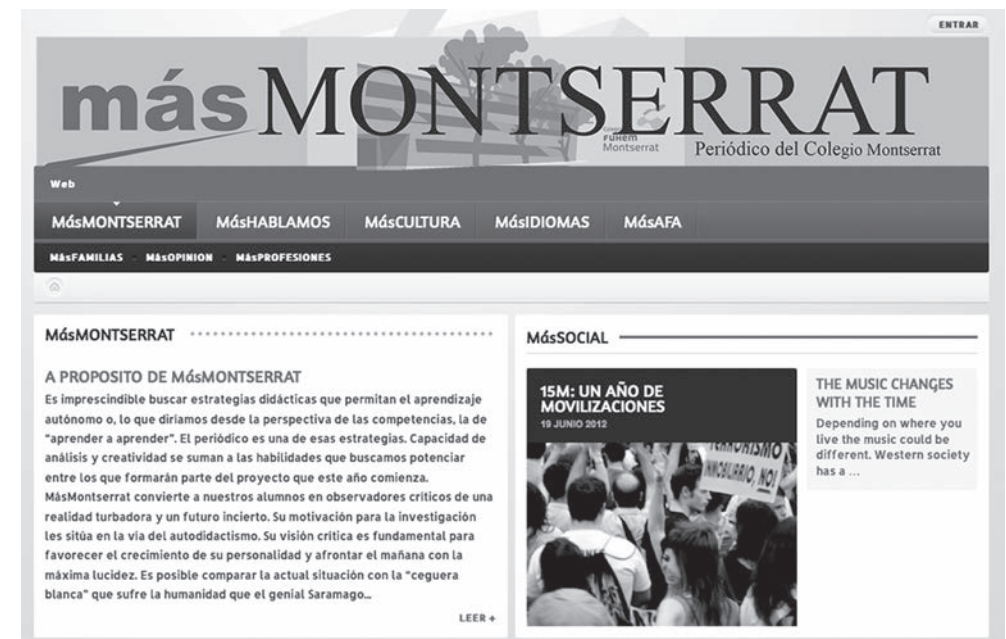 ENTRAR
másMONTSERRAT
FUHEM
Montserrat
Periódico del Colegio Montserrat
Web
MásMONTSERRAT MásHABLAMOS MásCULTURA MásIDIOMAS MásAFA
MásFAMILIAS MásOPINION MásPROFESIONES
MásMONTSERRAT
A PROPOSITO DE MásMONTSERRAT
Es imprescindible buscar estrategias didácticas que permitan el aprendizaje
autónomo o, lo que diríamos desde la perspectiva de las competencias, la de
"aprender a aprender". El periódico es una de esas estrategias. Capacidad de
análisis y creatividad se suman a las habilidades que buscamos potenciar
entre los que formarán parte del proyecto que este año comienza.
MásMontserrat convierte a nuestros alumnos en observadores críticos de una
realidad turbadora y un futuro incierto. Su motivación para la investigación
les sitúa en la vía del autodidactismo. Su visión crítica es fundamental para
favorecer el crecimiento de su personalidad y afrontar el mañana con la
máxima lucidez. Es posible comparar la actual situación con la "ceguera
blanca" que sufre la humanidad que el genial Saramago...
LEER +
MásSOCIAL
15M: UN AÑO DE
MOVILIZACIONES
19 JUNIO 2012
TERRORISMO
INMOBILIARIO, NO!
THE MUSIC CHANGES
WITH THE TIME
Depending on where you
live the music could be
different. Western society
has a ...